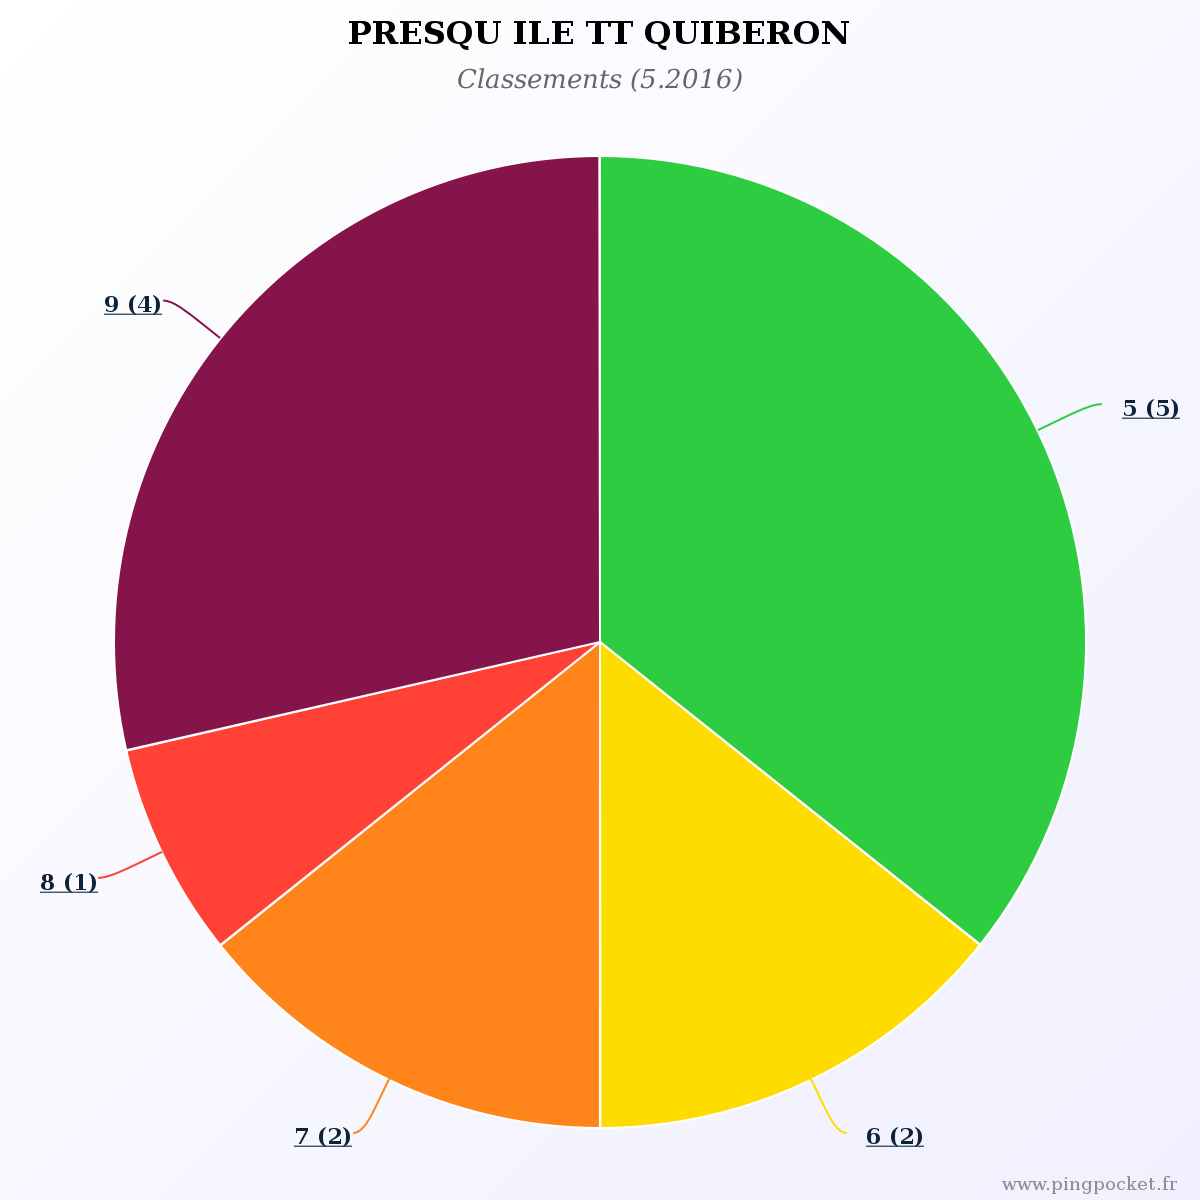 PRESQU ILE TT QUIBERON
Classements (5.2016)
9 (4)
5 (5)
8 (1)
7 (2)
6 (2)
www.pingpocket.fr